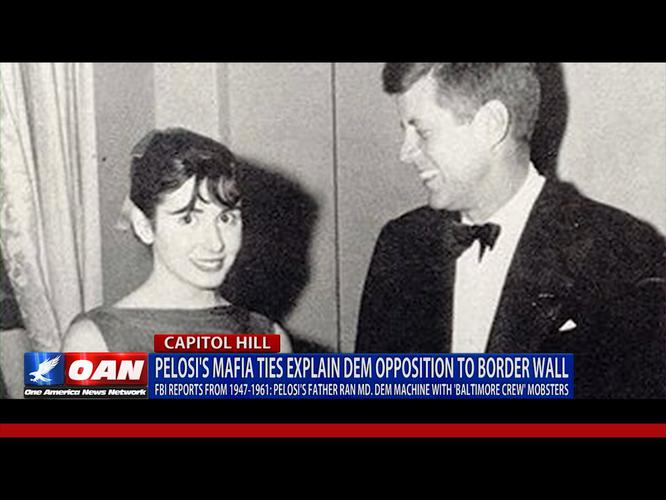 CAPITOL HILL
OAN
One America News Network
PELOSI'S MAFIA TIES EXPLAIN DEM OPPOSITION TO BORDER WALL
FBI REPORTS FROM 1947-1961: PELOSI'S FATHER RAN MD. DEM MACHINE WITH 'BALTIMORE CREW' MOBSTERS